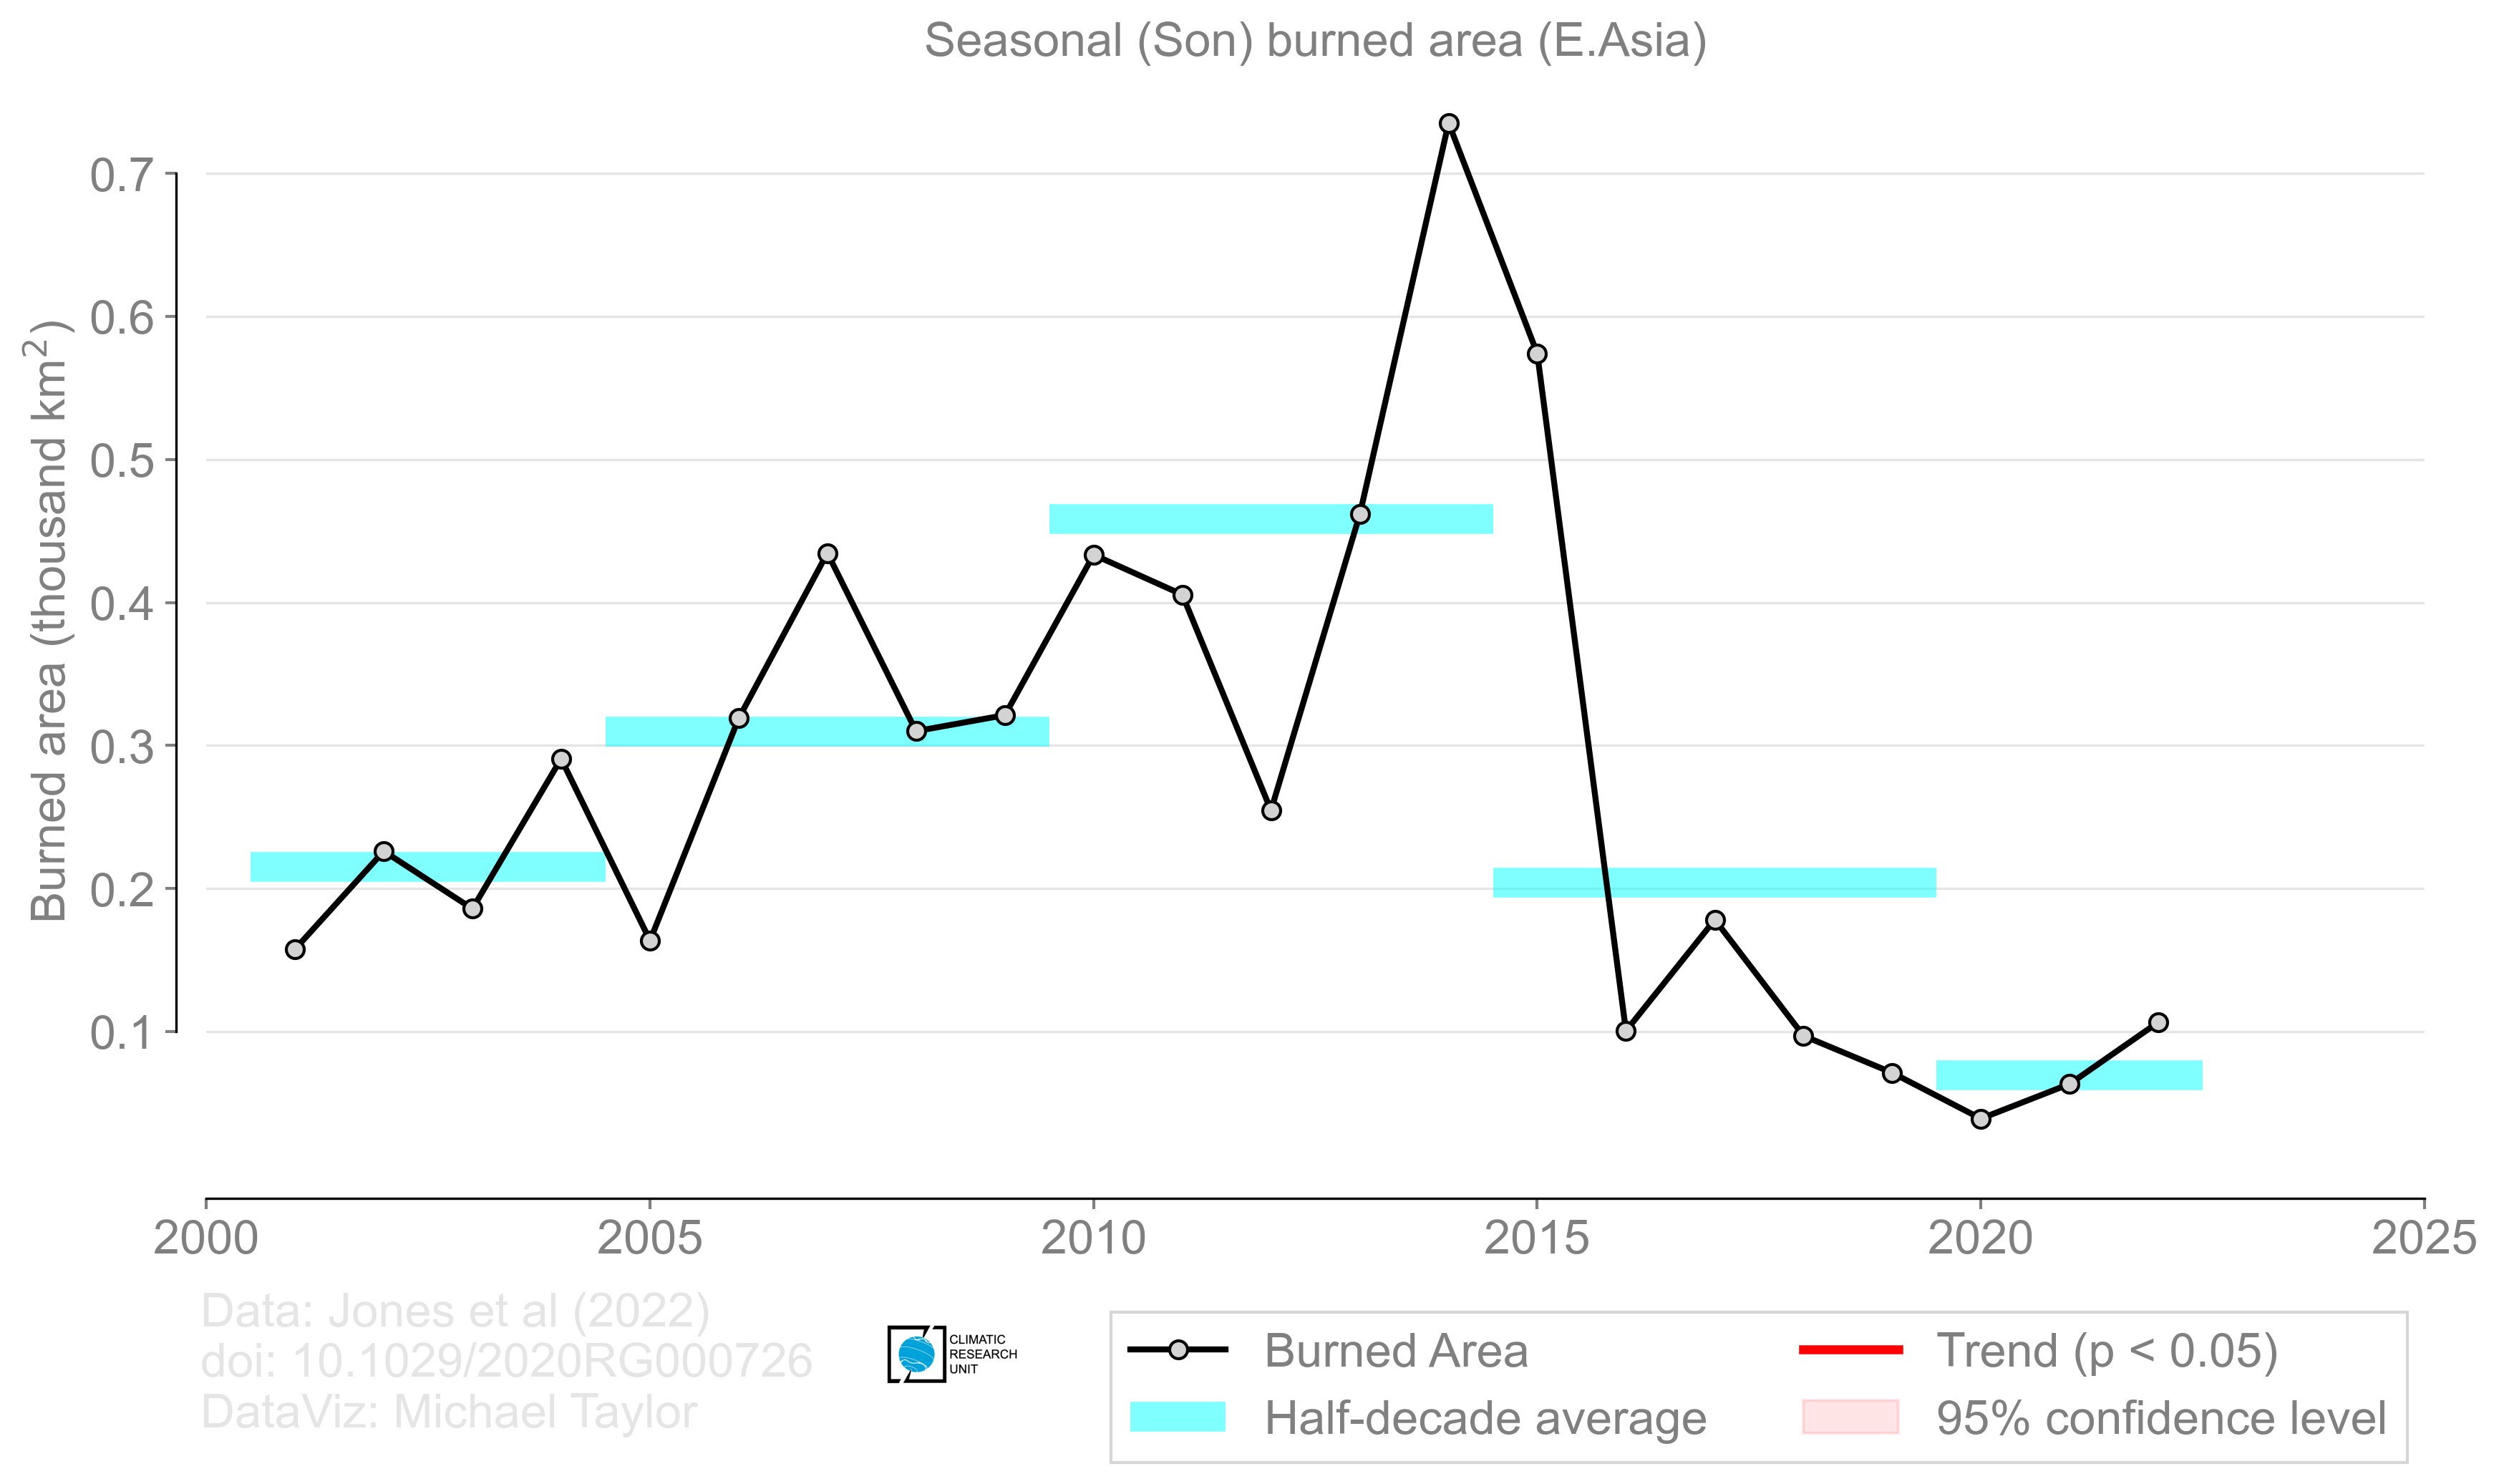 Seasonal (Son) burned area (E.Asia)
Burned area (thousand km²)
0.7
0.6
0.5
0.4
0.3
0.2
0.1
2000 2005 2010 2015 2020 2025
Data: Jones et al (2022)
doi: 10.1029/2020RG000726
DataViz: Michael Taylor
CLIMATIC
RESEARCH
UNIT
Burned Area
Half-decade average
Trend (p < 0.05)
95% confidence level